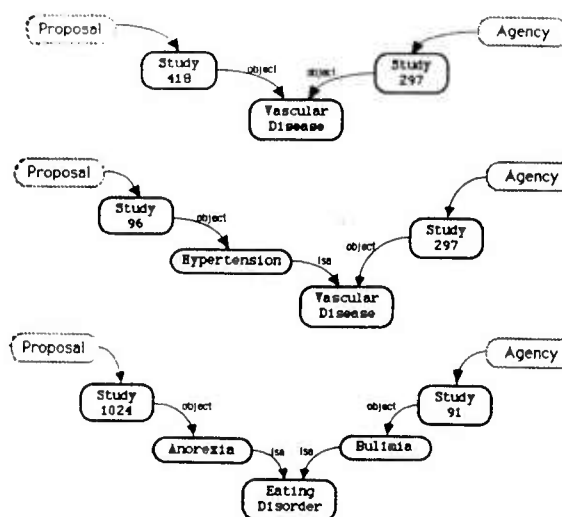 Proposal
Agency
Study
418
object
object
Study
297
Vascular
Disease
Proposal
Agency
Study
96
object
Study
297
object
Hypertension
isa
Vascular
Disease
Proposal
Agency
Study
1024
object
Study
91
object
Anorexia
isa
isa
Bulimia
Eating
Disorder